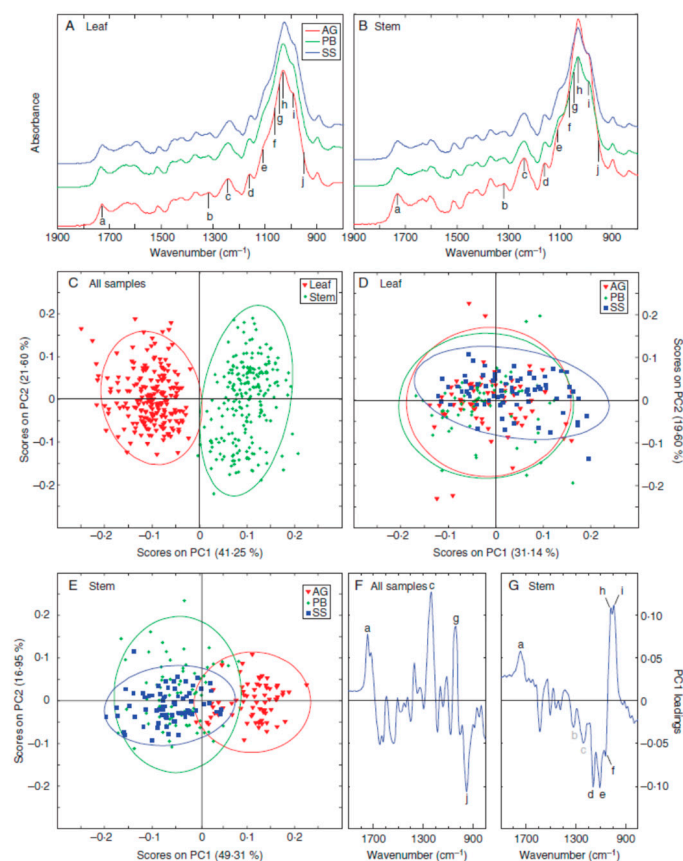 A Leaf
AG
PB
SS
Absorbance
a
b
c
d
e
f
g
h
i
j
1900 1700 1500 1300 1100 900
Wavenumber (cm⁻¹)
B Stem
AG
PB
SS
a
b
c
d
e
f
g
h
i
j
1900 1700 1500 1300 1100 900
Wavenumber (cm⁻¹)
C All samples
Leaf
Stem
Scores on PC2 (21·60 %)
0·2
0·1
0
–0·1
–0·2
–0·2 –0·1 0 0·1 0·2
Scores on PC1 (41·25 %)
D Leaf
AG
PB
SS
Scores on PC2 (19·60 %)
0·2
0·1
0
–0·1
–0·2
–0·2 –0·1 0 0·1 0·2
Scores on PC1 (31·14 %)
E Stem
AG
PB
SS
Scores on PC2 (16·95 %)
0·2
0·1
0
–0·1
–0·2
–0·2 –0·1 0 0·1 0·2
Scores on PC1 (49·31 %)
F All samples
a
c
g
j
1700 1300 900
Wavenumber (cm⁻¹)
G Stem
a
b
c
d
e
f
h
i
0·10
0·05
0
–0·05
–0·10
PC1 loadings
1700 1300 900
Wavenumber (cm⁻¹)